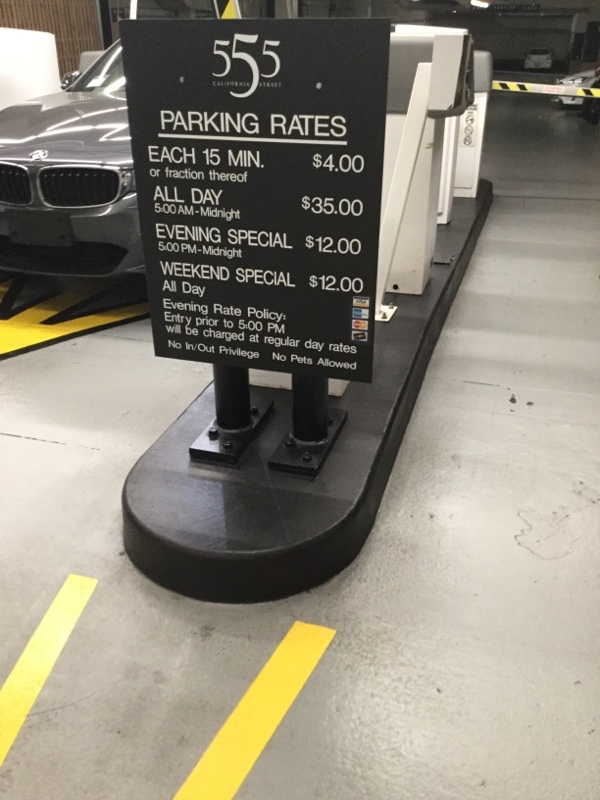 555
CALIFORNIA STREET
PARKING RATES
EACH 15 MIN. $4.00
or fraction thereof
ALL DAY $35.00
5:00 AM-Midnight
EVENING SPECIAL $12.00
5:00 PM-Midnight
WEEKEND SPECIAL $12.00
All Day
Evening Rate Policy:
Entry prior to 5:00 PM
will be charged at regular day rates
No In/Out Privilege No Pets Allowed